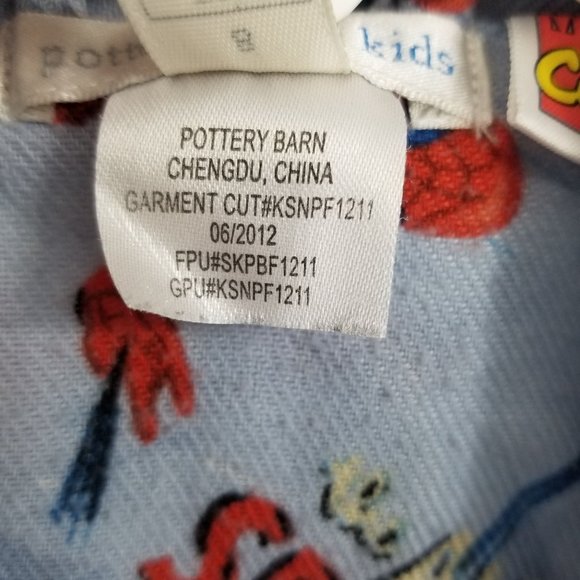 pott
kids
POTTERY BARN
CHENGDU, CHINA
GARMENT CUT#KSNPF1211
06/2012
FPU#SKPBF1211
GPU#KSNPF1211